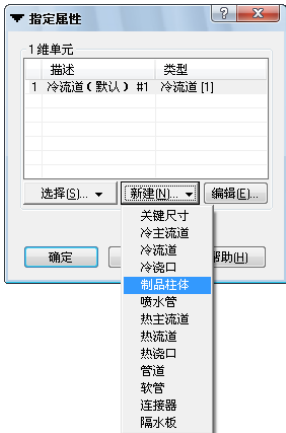 指定属性
1维单元
描述 类型
1 冷流道(默认) #1 冷流道 [1]
选择(S)... 新建(N)... 编辑(E)...
关键尺寸
冷主流道
冷流道
冷浇口
制品柱体
喷水管
热主流道
热流道
热浇口
管道
软管
连接器
隔水板
确定 帮助(H)